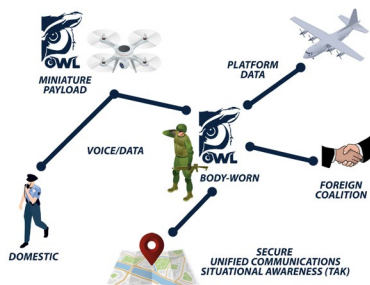 OWL
MINIATURE
PAYLOAD
PLATFORM
DATA
VOICE/DATA
OWL
BODY-WORN
FOREIGN
COALITION
DOMESTIC
SECURE
UNIFIED COMMUNICATIONS
SITUATIONAL AWARENESS (TAK)